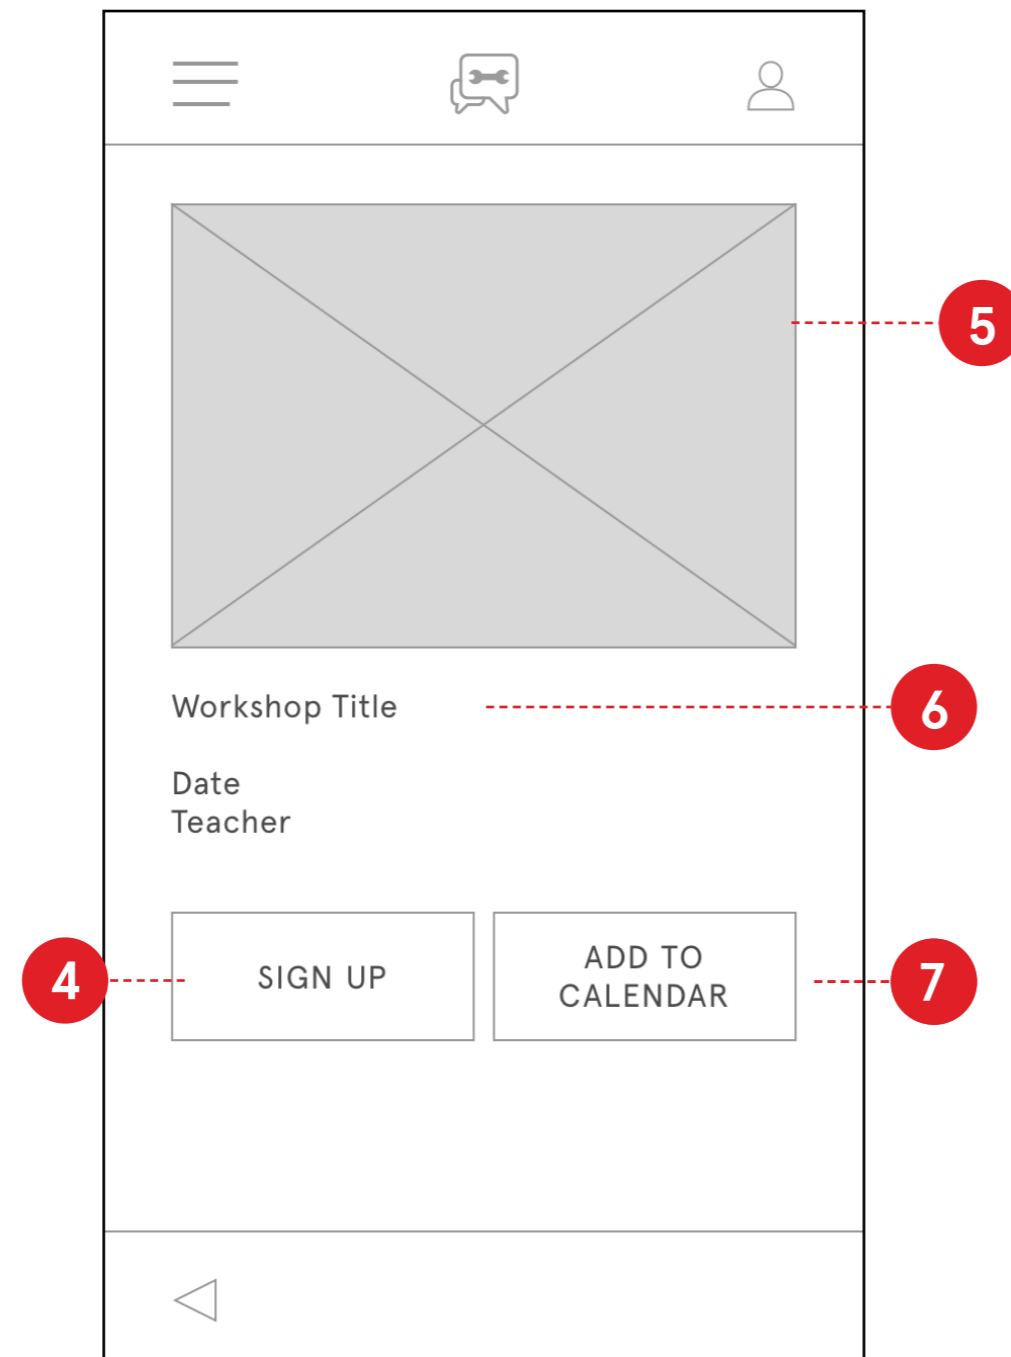 5
Workshop Title
6
Date
Teacher
4
SIGN UP
ADD TO
CALENDAR
7